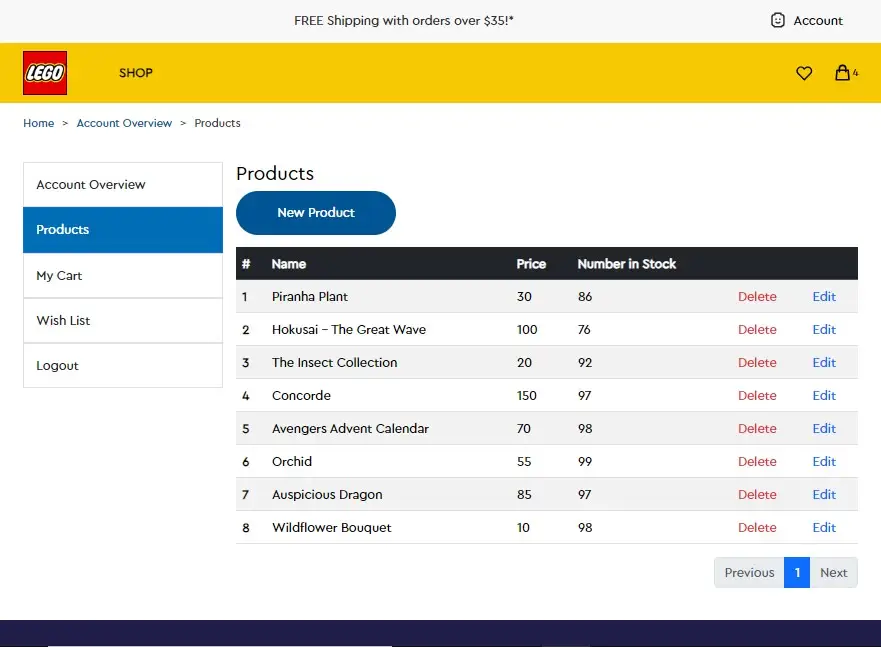 FREE Shipping with orders over $35!*
Account
LEGO
SHOP
4
Home > Account Overview > Products
Account Overview
Products
My Cart
Wish List
Logout
Products
New Product
# Name Price Number in Stock
1 Piranha Plant 30 86 Delete Edit
2 Hokusai – The Great Wave 100 76 Delete Edit
3 The Insect Collection 20 92 Delete Edit
4 Concorde 150 97 Delete Edit
5 Avengers Advent Calendar 70 98 Delete Edit
6 Orchid 55 99 Delete Edit
7 Auspicious Dragon 85 97 Delete Edit
8 Wildflower Bouquet 10 98 Delete Edit
Previous 1 Next